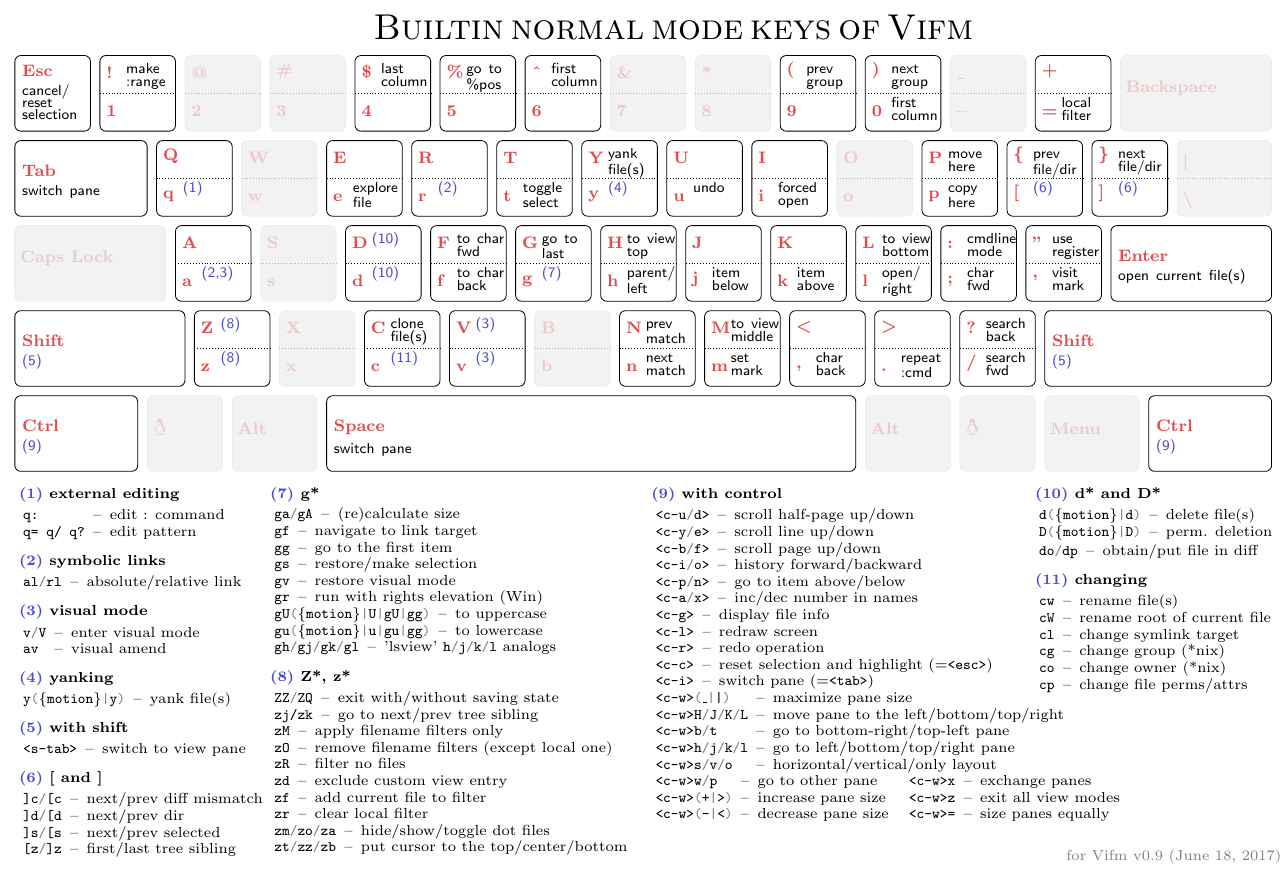 BUILTIN NORMAL MODE KEYS OF VIFM
Esc cancel/ reset selection
! make :range
1
@
2
#
3
$ last column
4
% go to %pos
5
^ first column
6
&
7
*
8
( prev group
9
) next group
0 first column
_
–
+
= local filter
Backspace
Tab switch pane
Q
q (1)
W
w
E
e explore file
R
r (2)
T
t toggle select
Y yank file(s)
y (4)
U
u undo
I
i forced open
O
o
P move here
p copy here
{ prev file/dir
[ (6)
} next file/dir
] (6)
|
\
Caps Lock
A
a (2,3)
S
s
D (10)
d (10)
F to char fwd
f to char back
G go to last
g (7)
H to view top
h parent/ left
J
j item below
K
k item above
L to view bottom
l open/ right
: cmdline mode
; char fwd
" use register
' visit mark
Enter open current file(s)
Shift (5)
Z (8)
z (8)
X
x
C clone file(s)
c (11)
V (3)
v (3)
B
b
N prev match
n next match
M to view middle
m set mark
<
, char back
>
. repeat :cmd
? search back
/ search fwd
Shift (5)
Ctrl (9)
Alt
Space switch pane
Alt
Menu
Ctrl (9)
(1) external editing
q: – edit : command
q= q/ q? – edit pattern
(2) symbolic links
al/rl – absolute/relative link
(3) visual mode
v/V – enter visual mode
av – visual amend
(4) yanking
y({motion}|y) – yank file(s)
(5) with shift
<s-tab> – switch to view pane
(6) [ and ]
]c/[c – next/prev diff mismatch
]d/[d – next/prev dir
]s/[s – next/prev selected
[z/]z – first/last tree sibling
(7) g*
ga/gA – (re)calculate size
gf – navigate to link target
gg – go to the first item
gs – restore/make selection
gv – restore visual mode
gr – run with rights elevation (Win)
gU({motion}|U|gU|gg) – to uppercase
gu({motion}|u|gu|gg) – to lowercase
gh/gj/gk/gl – 'lsview' h/j/k/l analogs
(8) Z*, z*
ZZ/ZQ – exit with/without saving state
zj/zk – go to next/prev tree sibling
zM – apply filename filters only
zO – remove filename filters (except local one)
zR – filter no files
zd – exclude custom view entry
zf – add current file to filter
zr – clear local filter
zm/zo/za – hide/show/toggle dot files
zt/zz/zb – put cursor to the top/center/bottom
(9) with control
<c-u/d> – scroll half-page up/down
<c-y/e> – scroll line up/down
<c-b/f> – scroll page up/down
<c-i/o> – history forward/backward
<c-p/n> – go to item above/below
<c-a/x> – inc/dec number in names
<c-g> – display file info
<c-l> – redraw screen
<c-r> – redo operation
<c-c> – reset selection and highlight (=<esc>)
<c-i> – switch pane (=<tab>)
<c-w>(_||) – maximize pane size
<c-w>H/J/K/L – move pane to the left/bottom/top/right
<c-w>b/t – go to bottom-right/top-left pane
<c-w>h/j/k/l – go to left/bottom/top/right pane
<c-w>s/v/o – horizontal/vertical/only layout
<c-w>w/p – go to other pane <c-w>x – exchange panes
<c-w>(+|>) – increase pane size <c-w>z – exit all view modes
<c-w>(-|<) – decrease pane size <c-w>= – size panes equally
(10) d* and D*
d({motion}|d) – delete file(s)
D({motion}|D) – perm. deletion
do/dp – obtain/put file in diff
(11) changing
cw – rename file(s)
cW – rename root of current file
cl – change symlink target
cg – change group (*nix)
co – change owner (*nix)
cp – change file perms/attrs
for Vifm v0.9 (June 18, 2017)